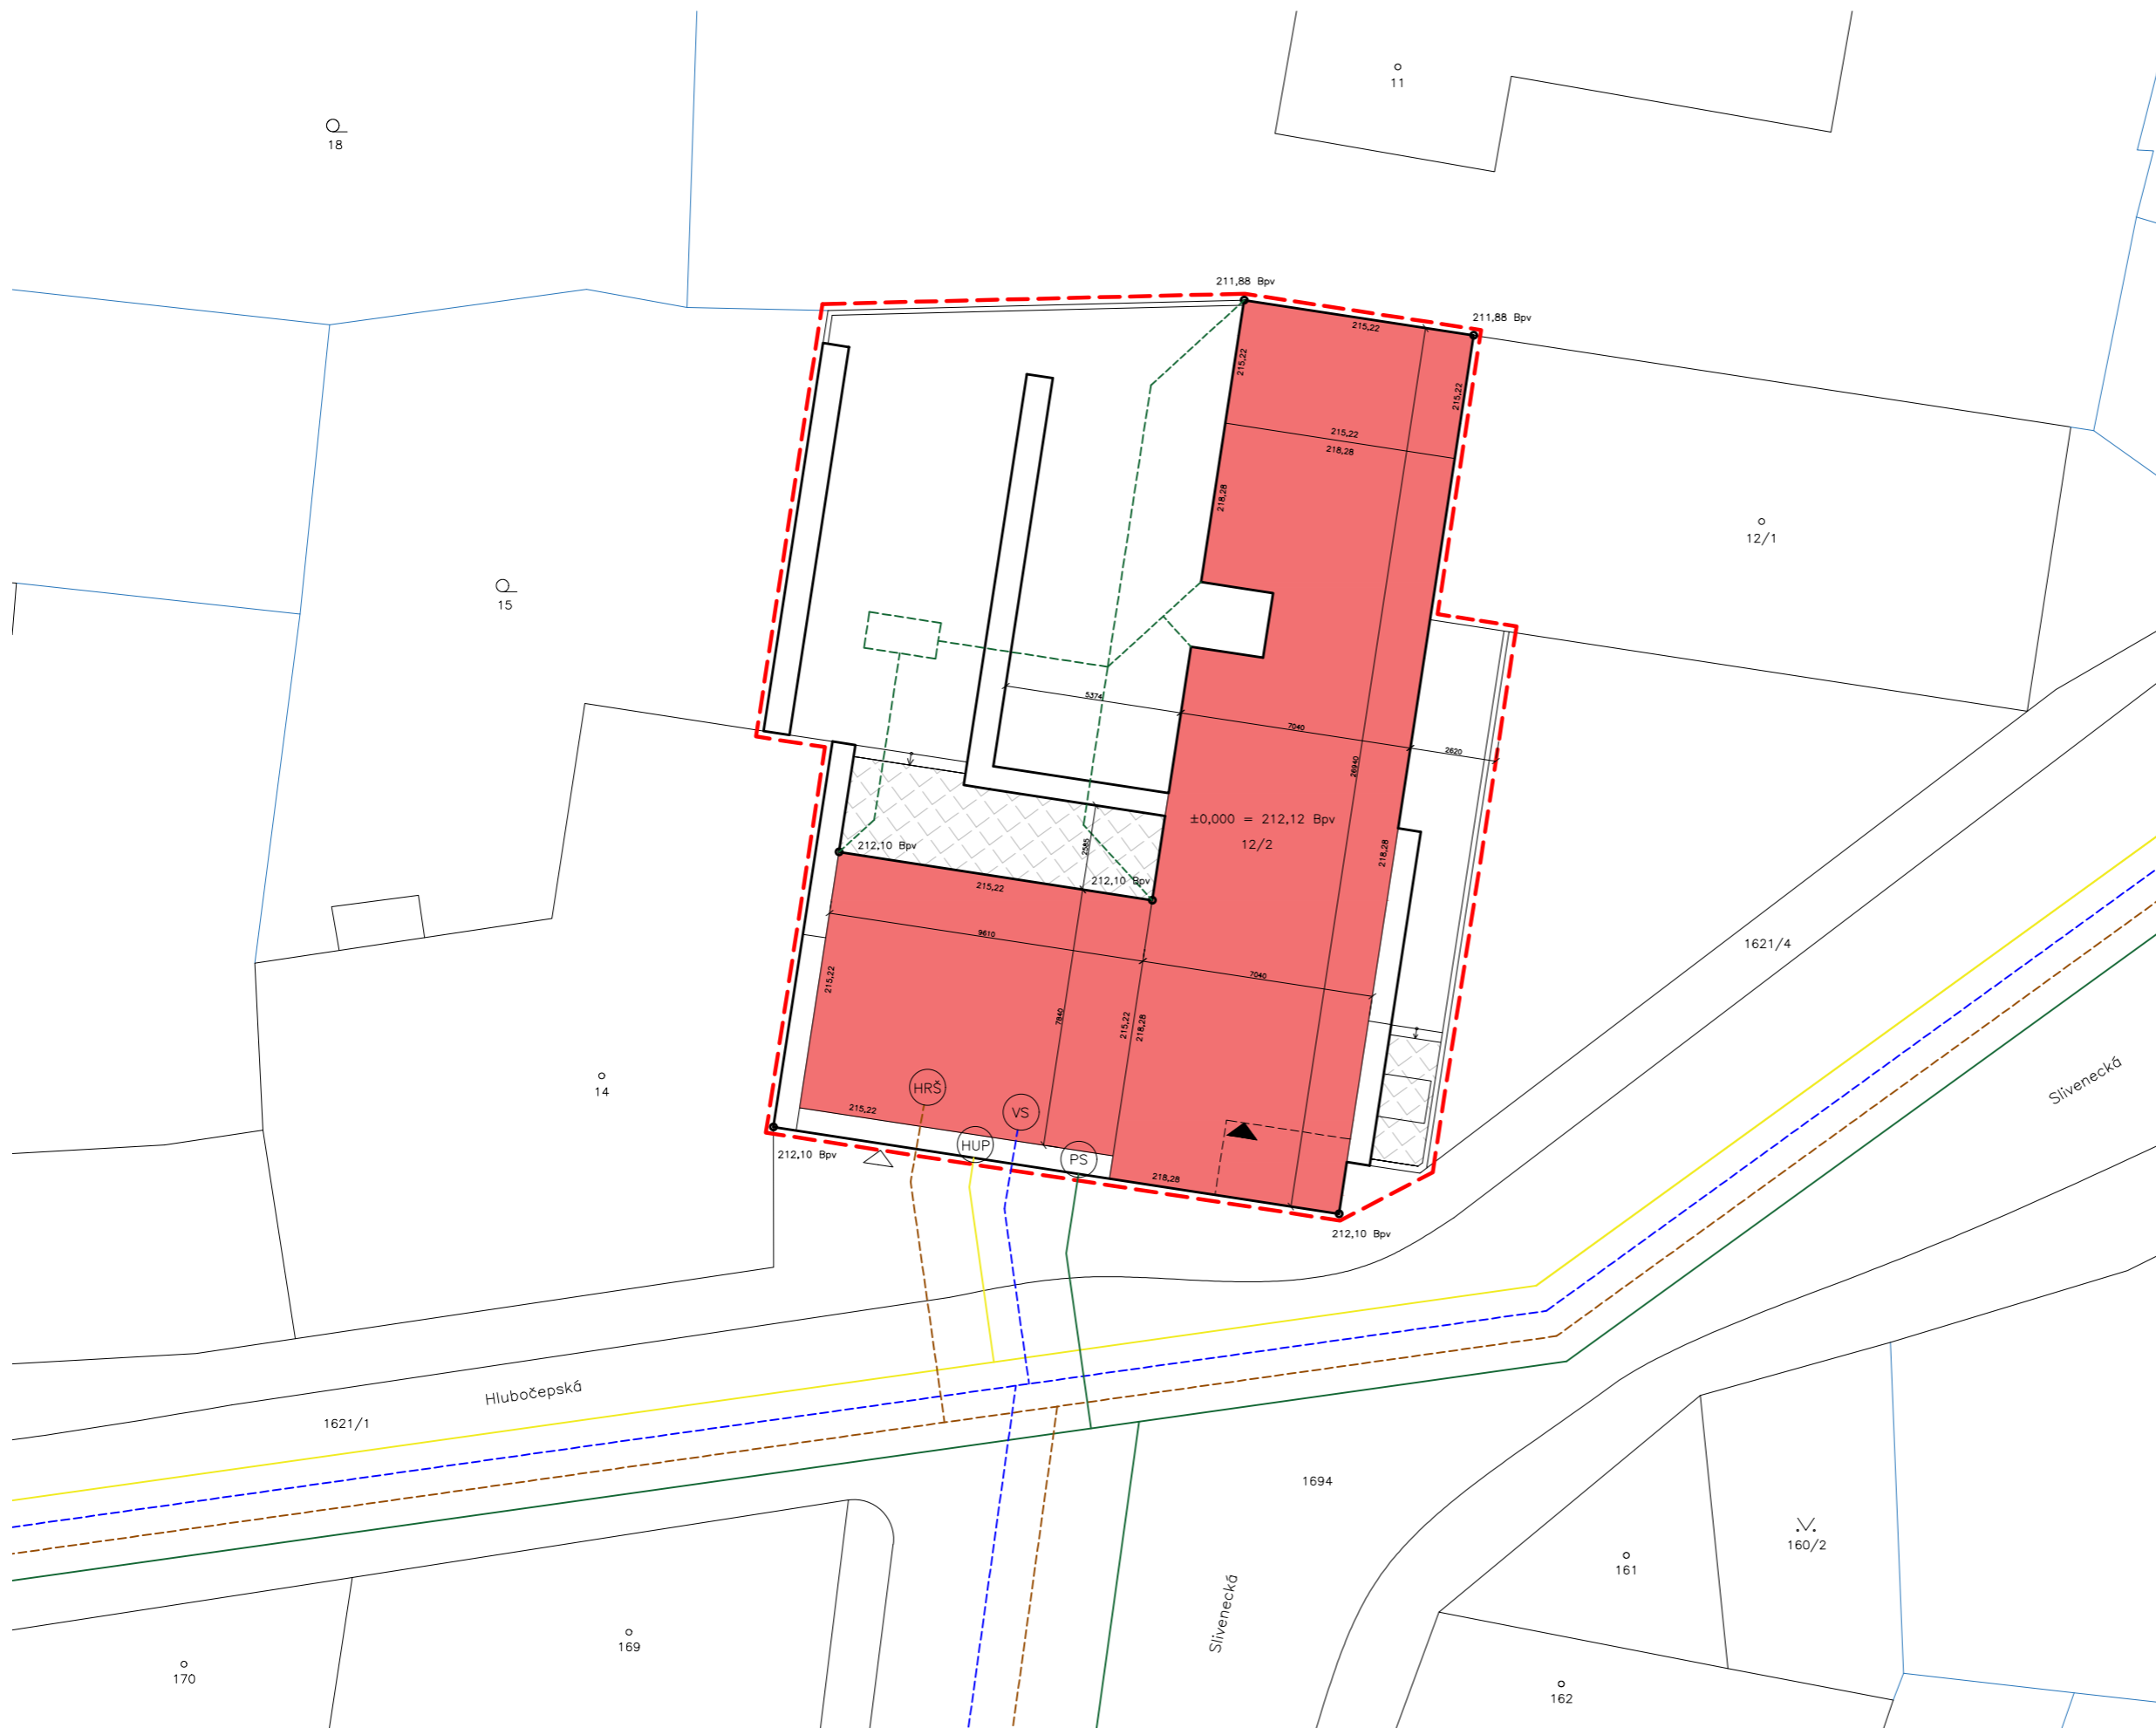 11
18
211,88 Bpv
211,88 Bpv
215,22
215,22
215,22
215,22
218,28
218,28
12/1
15
5374
7040
2620
26940
±0,000 = 212,12 Bpv
12/2
2585
212,10 Bpv
212,10 Bpv
218,28
215,22
9610
7040
1621/4
215,22
7840
215,22
218,28
Slivenecká
14
HRŠ
VS
215,22
HUP
PS
212,10 Bpv
218,28
212,10 Bpv
Hlubočepská
1621/1
1694
160/2
161
Slivenecká
169
170
162